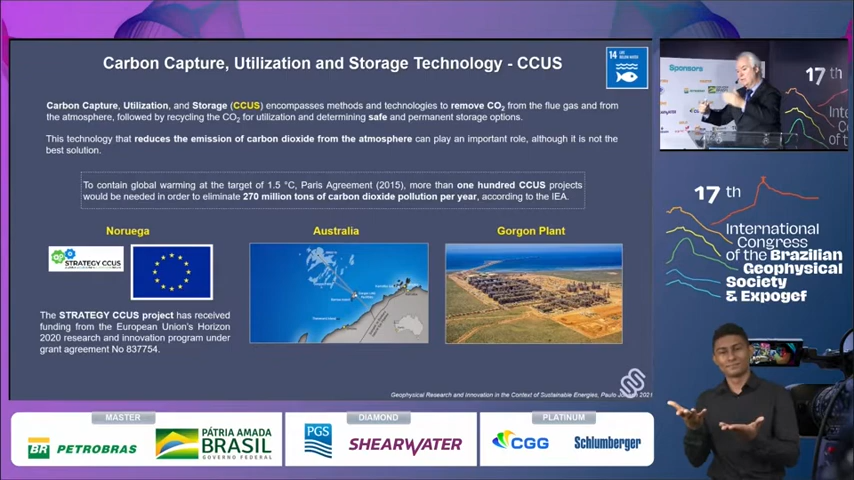 Carbon Capture, Utilization and Storage Technology - CCUS
14 LIFE BELOW WATER
Carbon Capture, Utilization, and Storage (CCUS) encompasses methods and technologies to remove CO₂ from the flue gas and from
the atmosphere, followed by recycling the CO₂ for utilization and determining safe and permanent storage options.
This technology that reduces the emission of carbon dioxide from the atmosphere can play an important role, although it is not the
best solution.
To contain global warming at the target of 1.5 °C, Paris Agreement (2015), more than one hundred CCUS projects
would be needed in order to eliminate 270 million tons of carbon dioxide pollution per year, according to the IEA.
Noruega
Australia
Gorgon Plant
STRATEGY CCUS
The STRATEGY CCUS project has received
funding from the European Union's Horizon
2020 research and innovation program under
grant agreement No 837754.
Geophysical Research and Innovation in the Context of Sustainable Energies, Paulo
2021
Sponsors
17 th
17 th
International
Congress
of the Brazilian
Geophysical
Society
& Expogef
MASTER
BR PETROBRAS
PÁTRIA AMADA
BRASIL
GOVERNO FEDERAL
DIAMOND
PGS
SHEARWATER
PLATINUM
CGG
Schlumberger